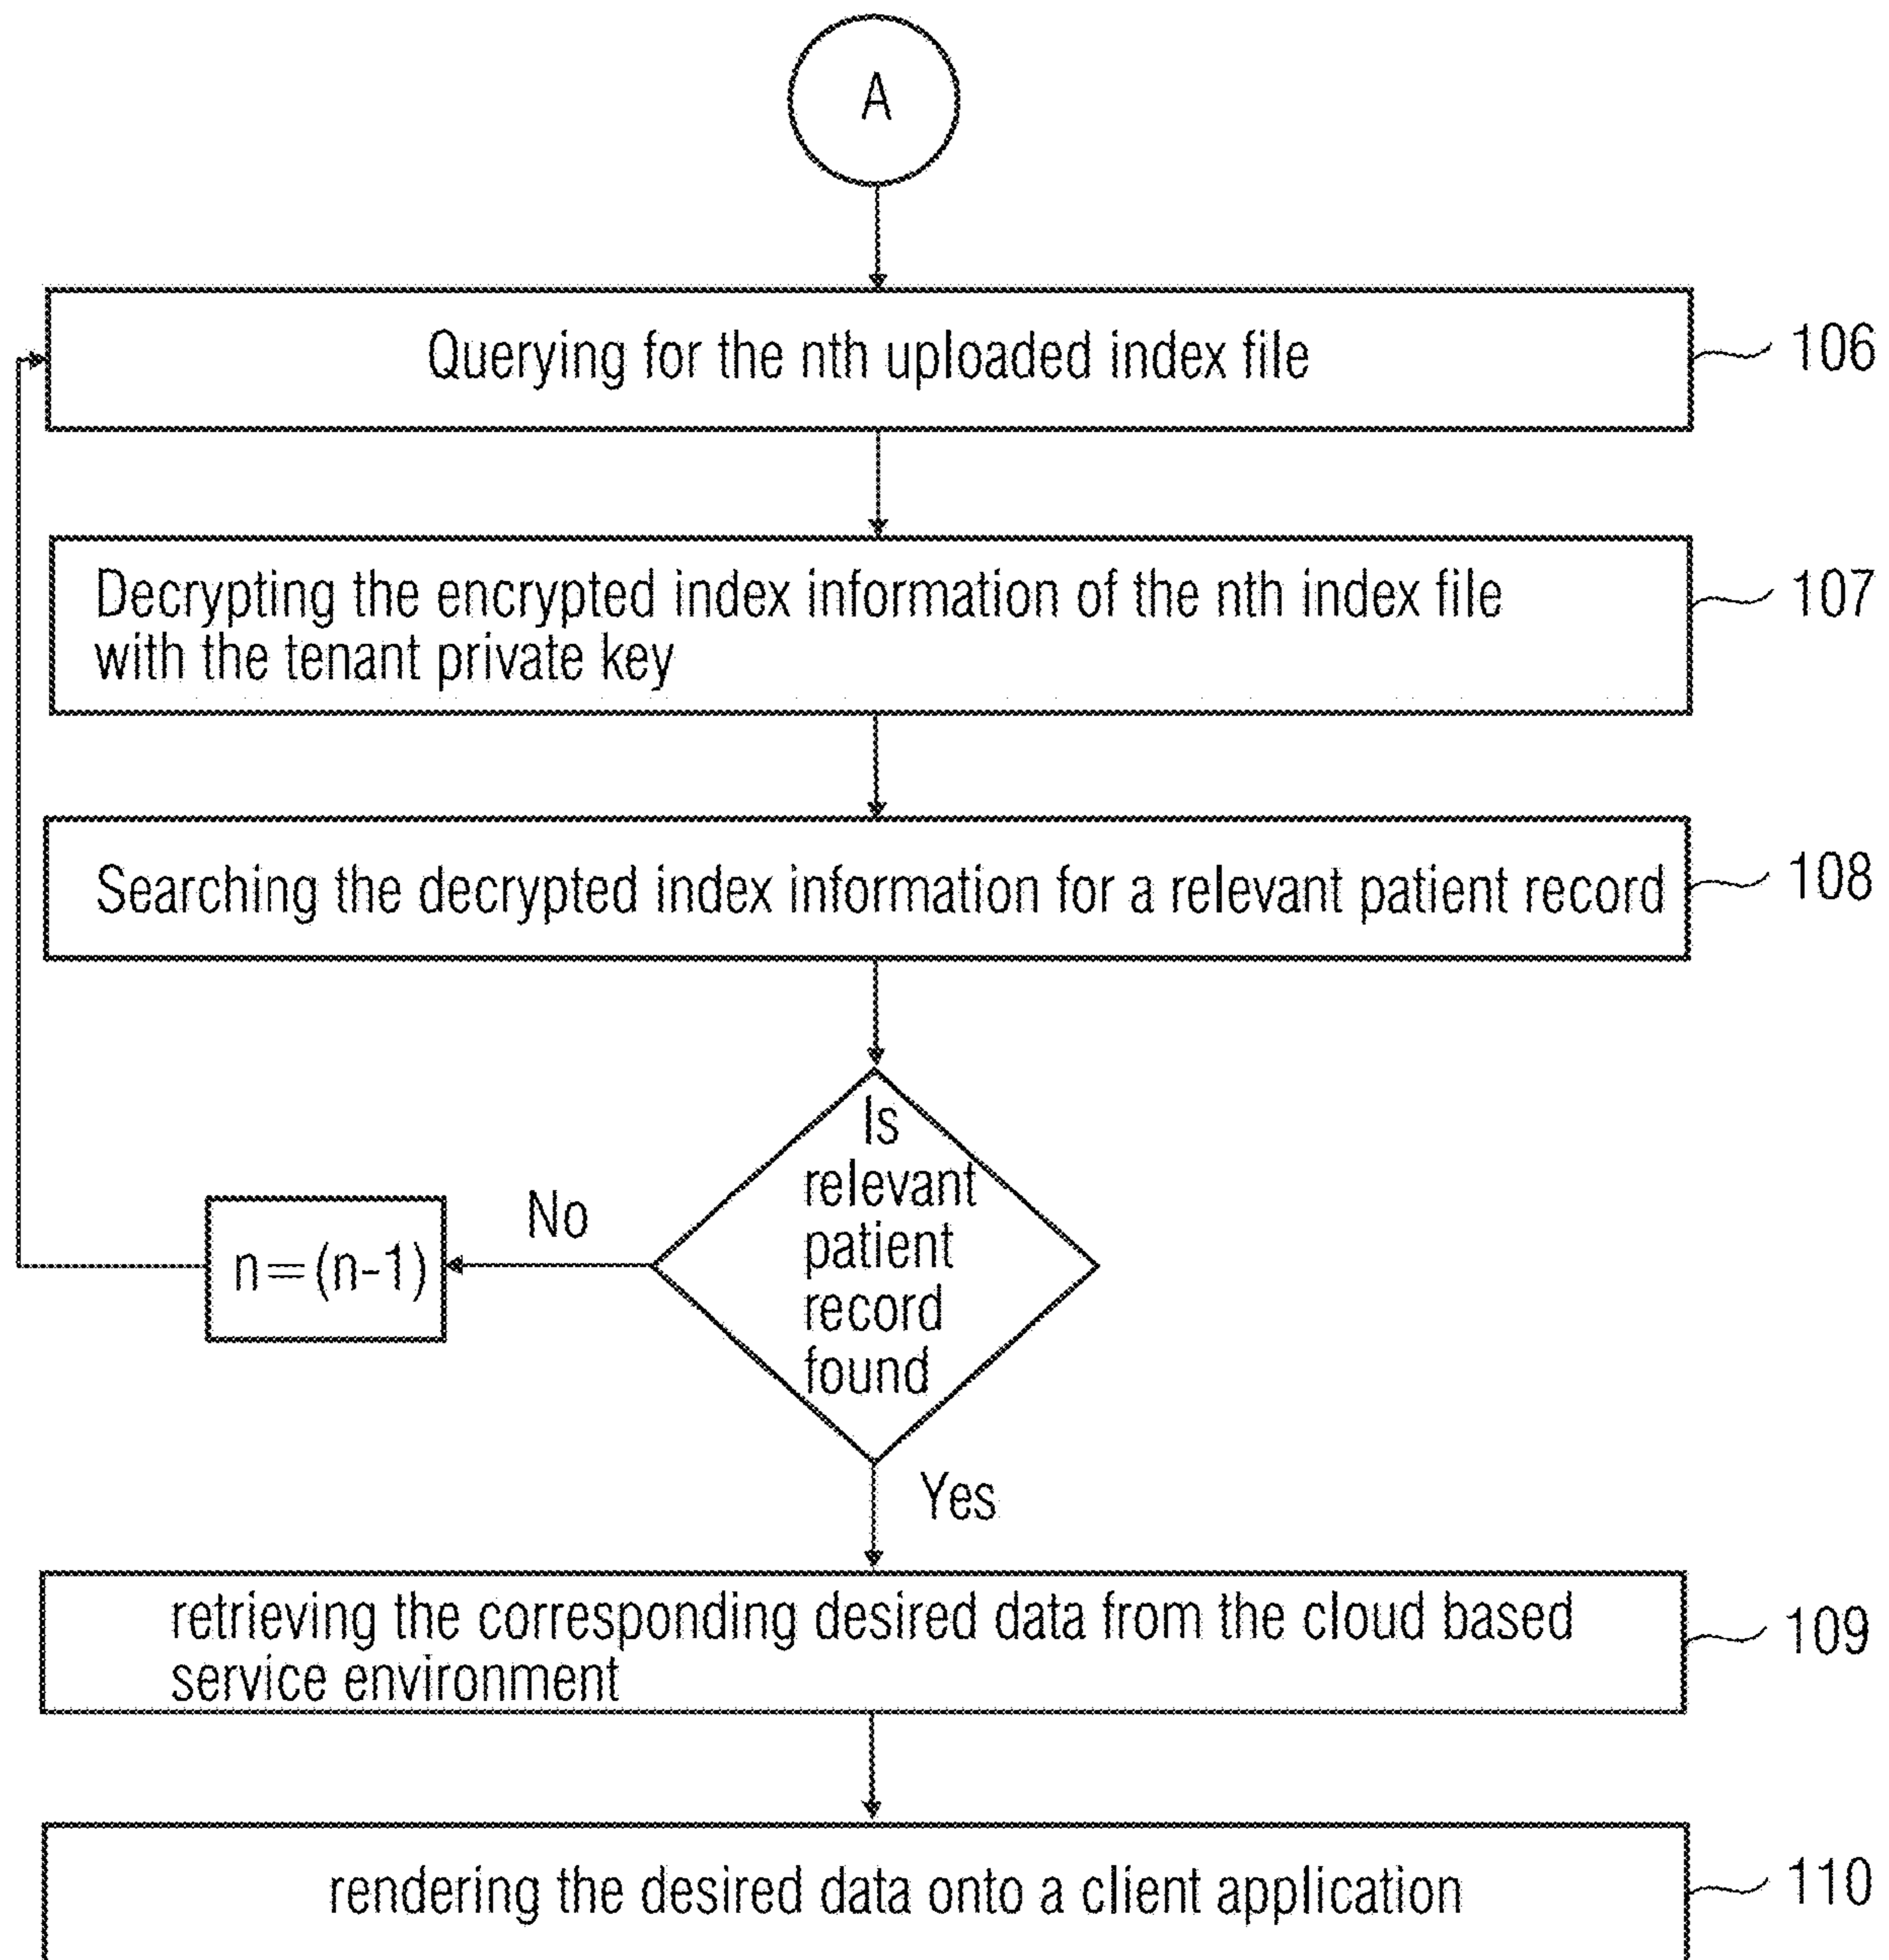 A
Querying for the nth uploaded index file
106
Decrypting the encrypted index information of the nth index file
with the tenant private key
107
Searching the decrypted index information for a relevant patient record
108
Is
relevant
patient
record
found
No
n=(n-1)
Yes
retrieving the corresponding desired data from the cloud based
service environment
109
rendering the desired data onto a client application
110